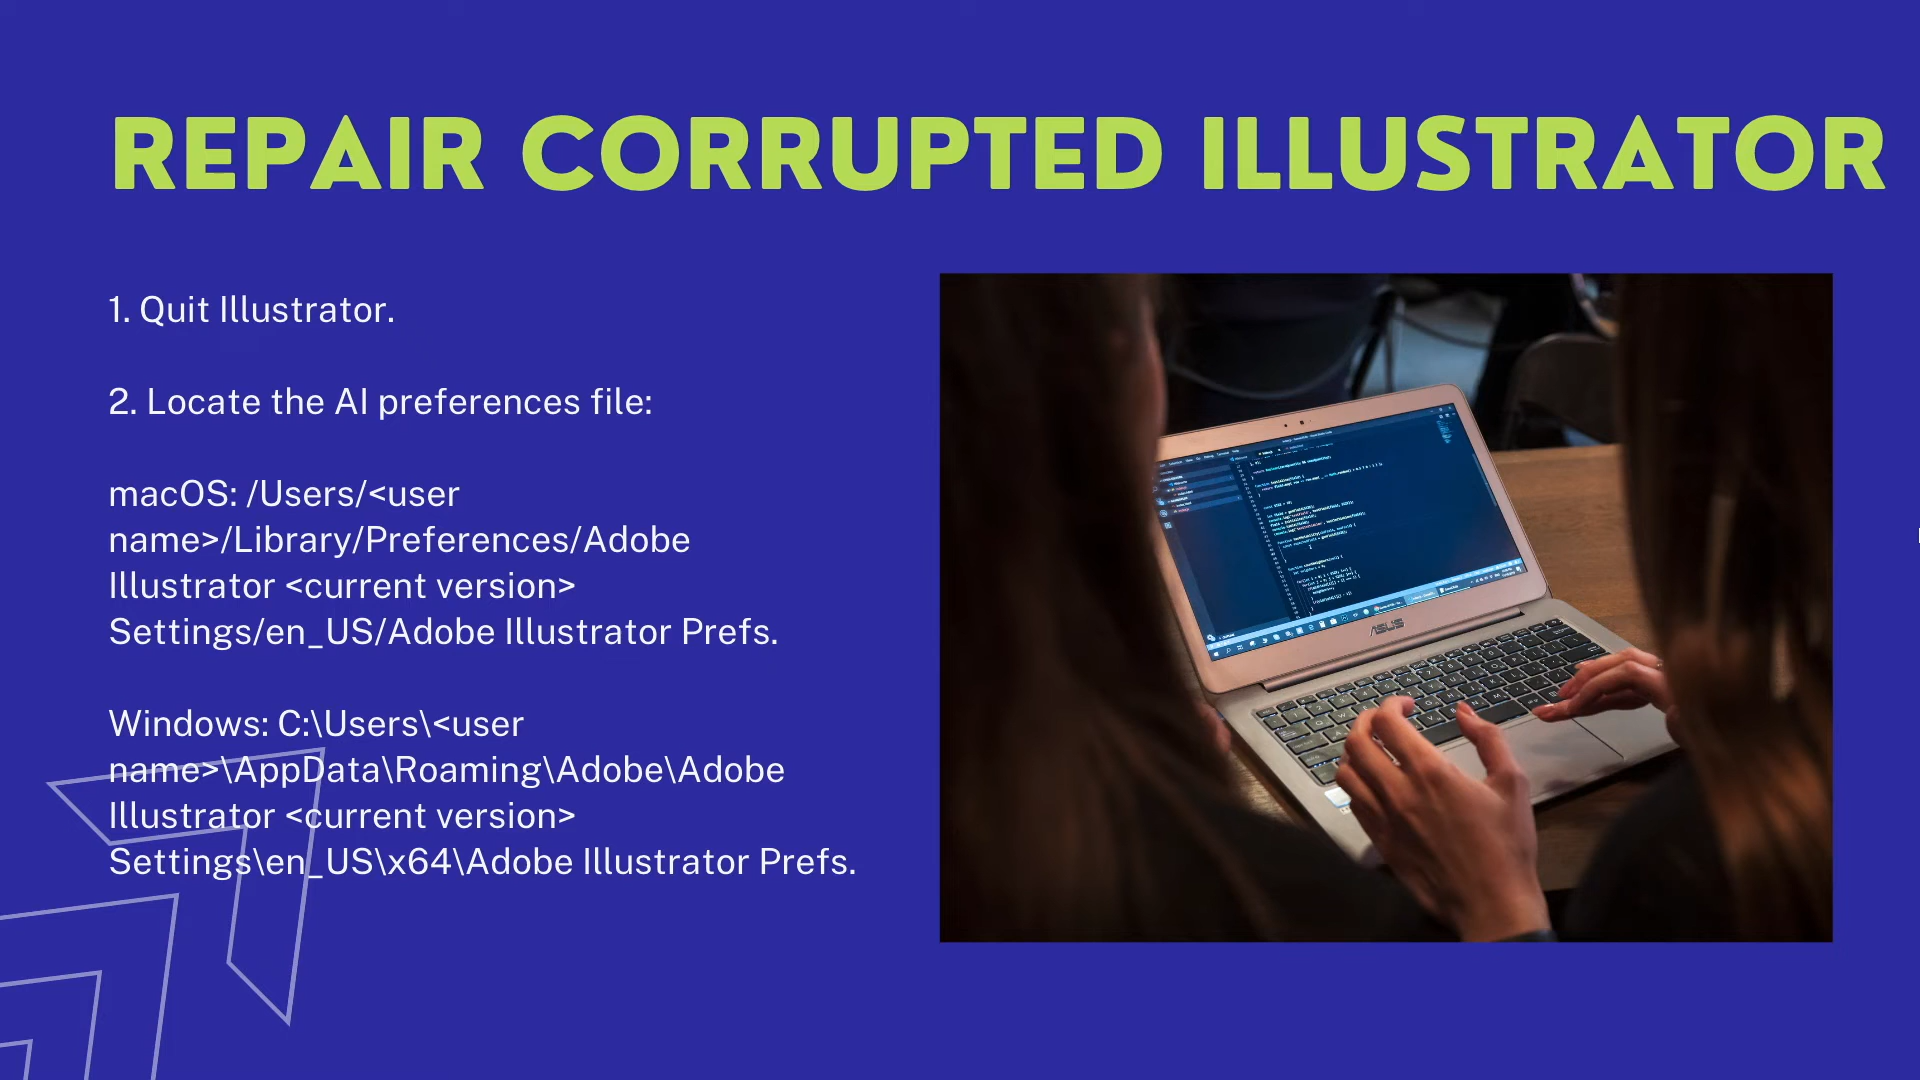 REPAIR CORRUPTED ILLUSTRATOR
1. Quit Illustrator.
2. Locate the AI preferences file:
macOS: /Users/<user
name>/Library/Preferences/Adobe
Illustrator <current version>
Settings/en_US/Adobe Illustrator Prefs.
Windows: C:\Users\<user
name>\AppData\Roaming\Adobe\Adobe
Illustrator <current version>
Settings\en_US\x64\Adobe Illustrator Prefs.
ASUS